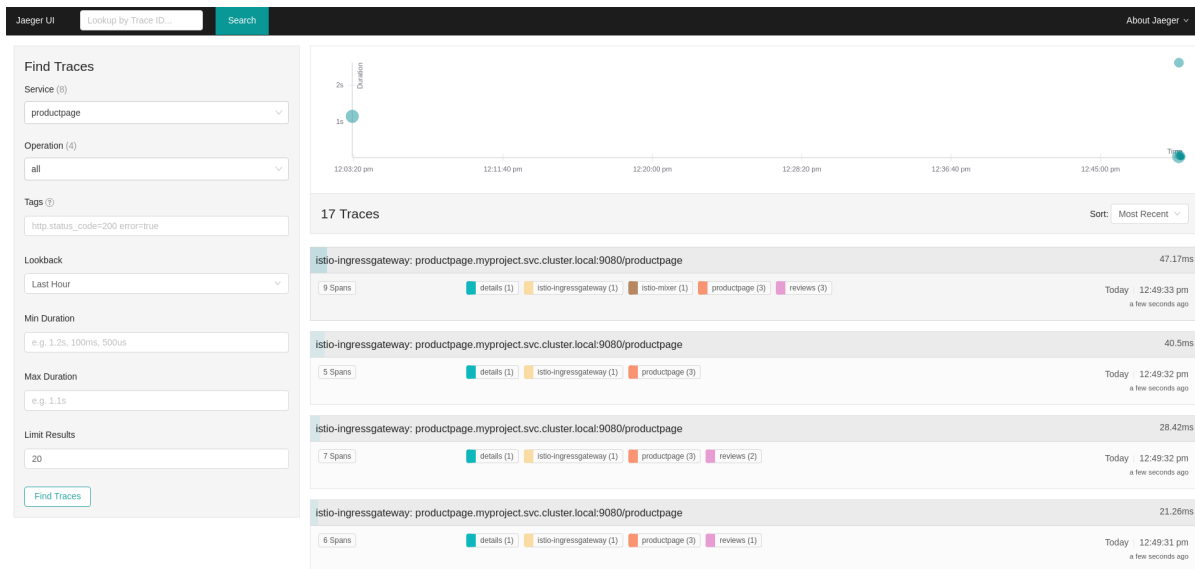 Jaeger UI Lookup by Trace ID... Search About Jaeger
Find Traces
Service (8)
productpage
Operation (4)
all
Tags ?
http.status_code=200 error=true
Lookback
Last Hour
Min Duration
e.g. 1.2s, 100ms, 500us
Max Duration
e.g. 1.1s
Limit Results
20
Find Traces
Duration
2s
1s
Time
12:03:20 pm 12:11:40 pm 12:20:00 pm 12:28:20 pm 12:36:40 pm 12:45:00 pm
17 Traces Sort: Most Recent
istio-ingressgateway: productpage.myproject.svc.cluster.local:9080/productpage 47.17ms
9 Spans details (1) istio-ingressgateway (1) istio-mixer (1) productpage (3) reviews (3) Today 12:49:33 pm
a few seconds ago
istio-ingressgateway: productpage.myproject.svc.cluster.local:9080/productpage 40.5ms
5 Spans details (1) istio-ingressgateway (1) productpage (3) Today 12:49:32 pm
a few seconds ago
istio-ingressgateway: productpage.myproject.svc.cluster.local:9080/productpage 28.42ms
7 Spans details (1) istio-ingressgateway (1) productpage (3) reviews (2) Today 12:49:32 pm
a few seconds ago
istio-ingressgateway: productpage.myproject.svc.cluster.local:9080/productpage 21.26ms
6 Spans details (1) istio-ingressgateway (1) productpage (3) reviews (1) Today 12:49:31 pm
a few seconds ago